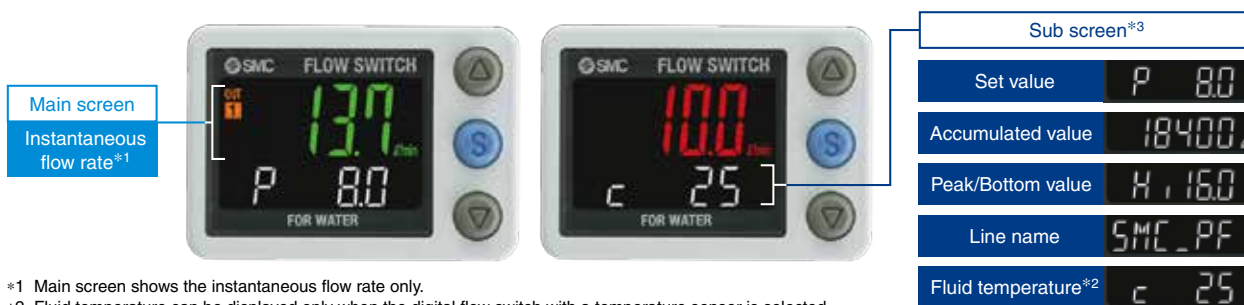 Main screen
Instantaneous
flow rate*1
SMC FLOW SWITCH
OUT
1
13.7
P 8.0
FOR WATER
S
SMC FLOW SWITCH
10.0
c 25
FOR WATER
S
Sub screen*3
Set value P 8.0
Accumulated value 18400
Peak/Bottom value Hi 16.0
Line name SMC_PF
Fluid temperature*2 c 25
*1 Main screen shows the instantaneous flow rate only.